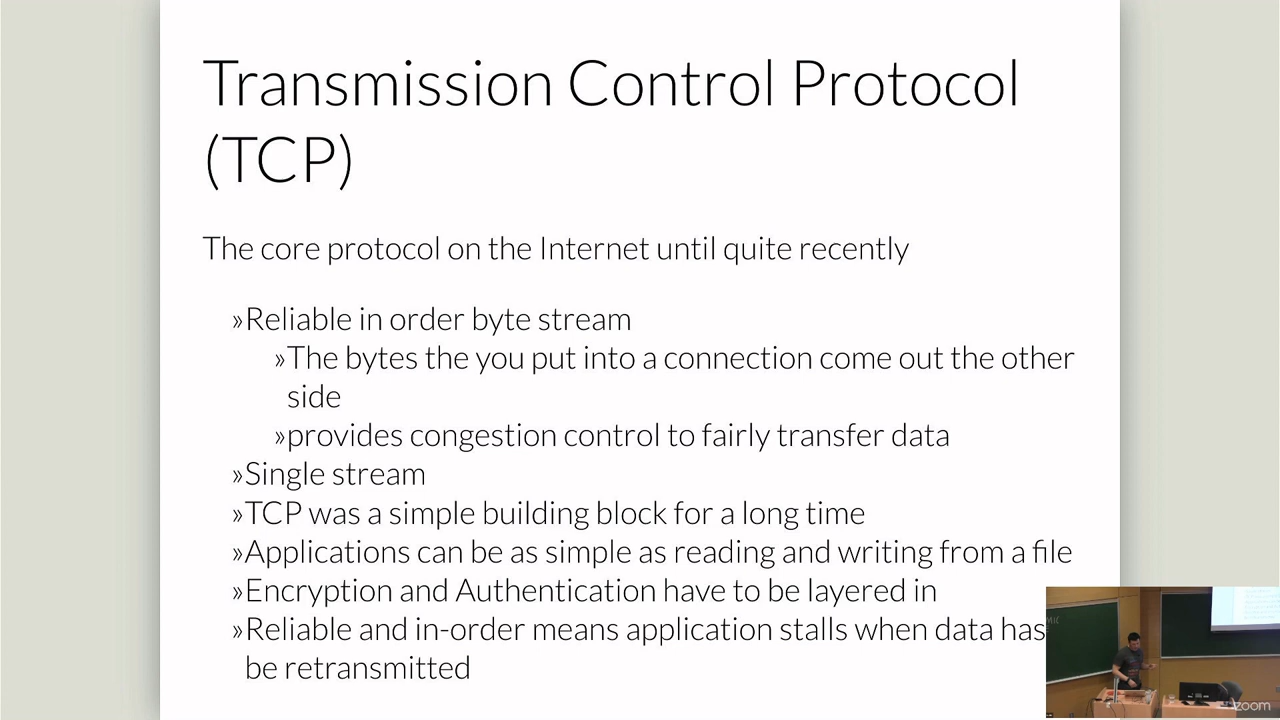 Transmission Control Protocol
(TCP)
The core protocol on the Internet until quite recently
»Reliable in order byte stream
»The bytes the you put into a connection come out the other
side
»provides congestion control to fairly transfer data
»Single stream
»TCP was a simple building block for a long time
»Applications can be as simple as reading and writing from a file
»Encryption and Authentication have to be layered in
»Reliable and in-order means application stalls when data has
be retransmitted
zoom